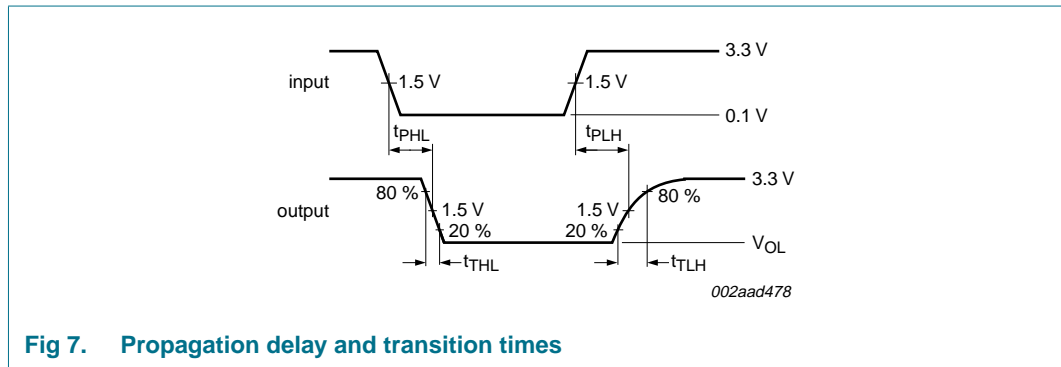 3.3 V
input
1.5 V
1.5 V
0.1 V
tPHL
tPLH
3.3 V
80 %
80 %
output
1.5 V
1.5 V
20 %
20 %
VOL
tTHL
tTLH
002aad478
Fig 7. Propagation delay and transition times